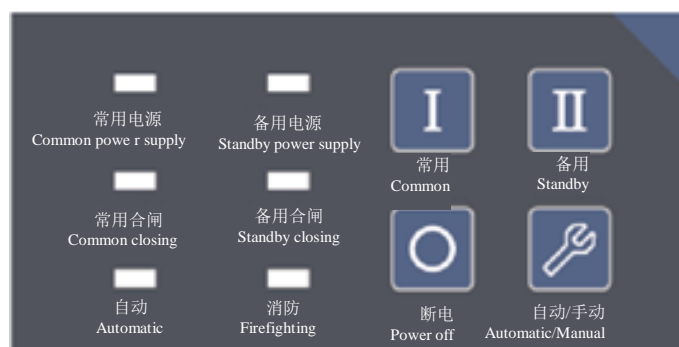 常用电源
Common powe r supply
备用电源
Standby power supply
I
常用
Common
II
备用
Standby
常用合闸
Common closing
备用合闸
Standby closing
自动
Automatic
消防
Firefighting
断电
Power off
自动/手动
Automatic/Manual